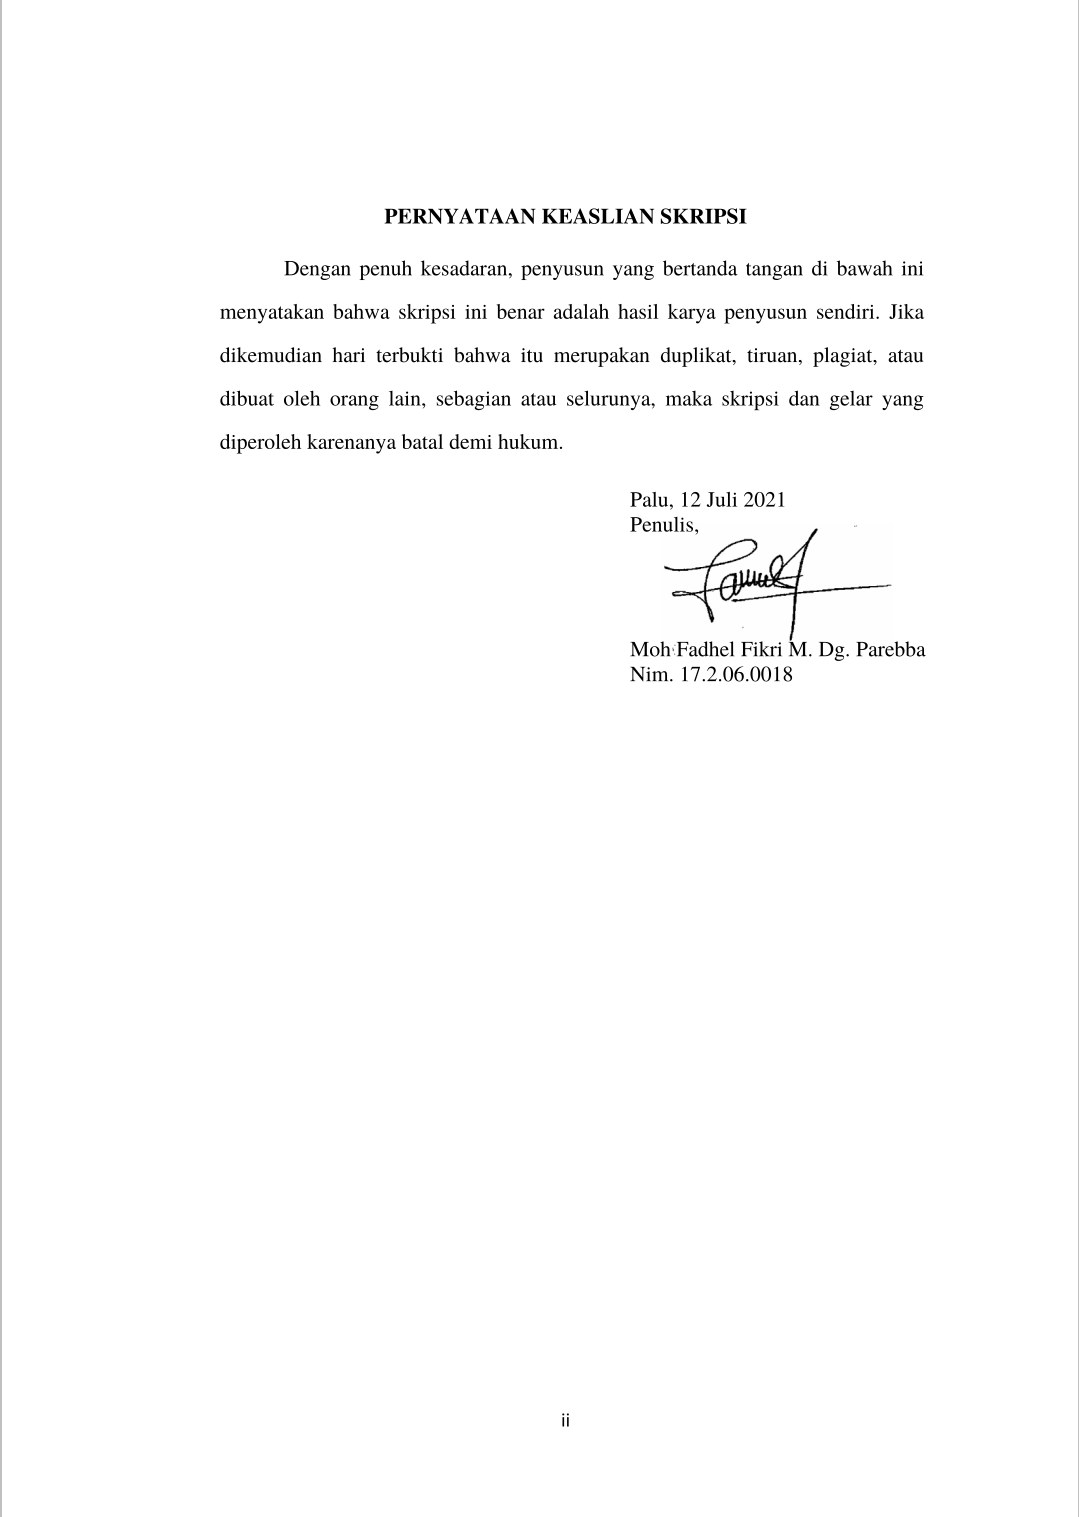 PERNYATAAN KEASLIAN SKRIPSI
Dengan penuh kesadaran, penyusun yang bertanda tangan di bawah ini
menyatakan bahwa skripsi ini benar adalah hasil karya penyusun sendiri. Jika
dikemudian hari terbukti bahwa itu merupakan duplikat, tiruan, plagiat, atau
dibuat oleh orang lain, sebagian atau selurunya, maka skripsi dan gelar yang
diperoleh karenanya batal demi hukum.
Palu, 12 Juli 2021
Penulis,
Moh Fadhel Fikri M. Dg. Parebba
Nim. 17.2.06.0018
ii